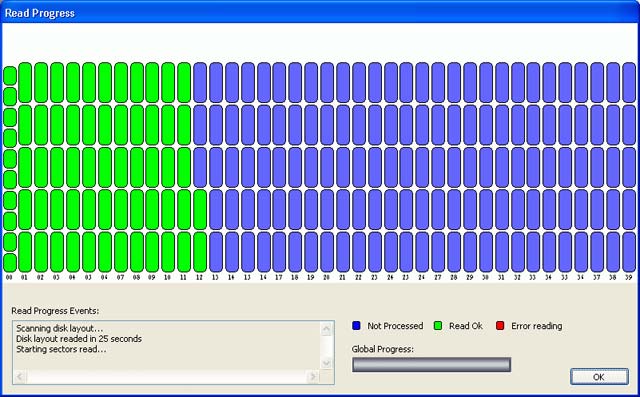 Read Progress
00 01 02 03 04 05 06 07 08 09 10 11 12 13 14 15 16 17 18 19 20 21 22 23 24 25 26 27 28 29 30 31 32 33 34 35 36 37 38 39
Read Progress Events:
Scanning disk layout...
Disk layout readed in 25 seconds
Starting sectors read...
Not Processed Read Ok Error reading
Global Progress:
OK